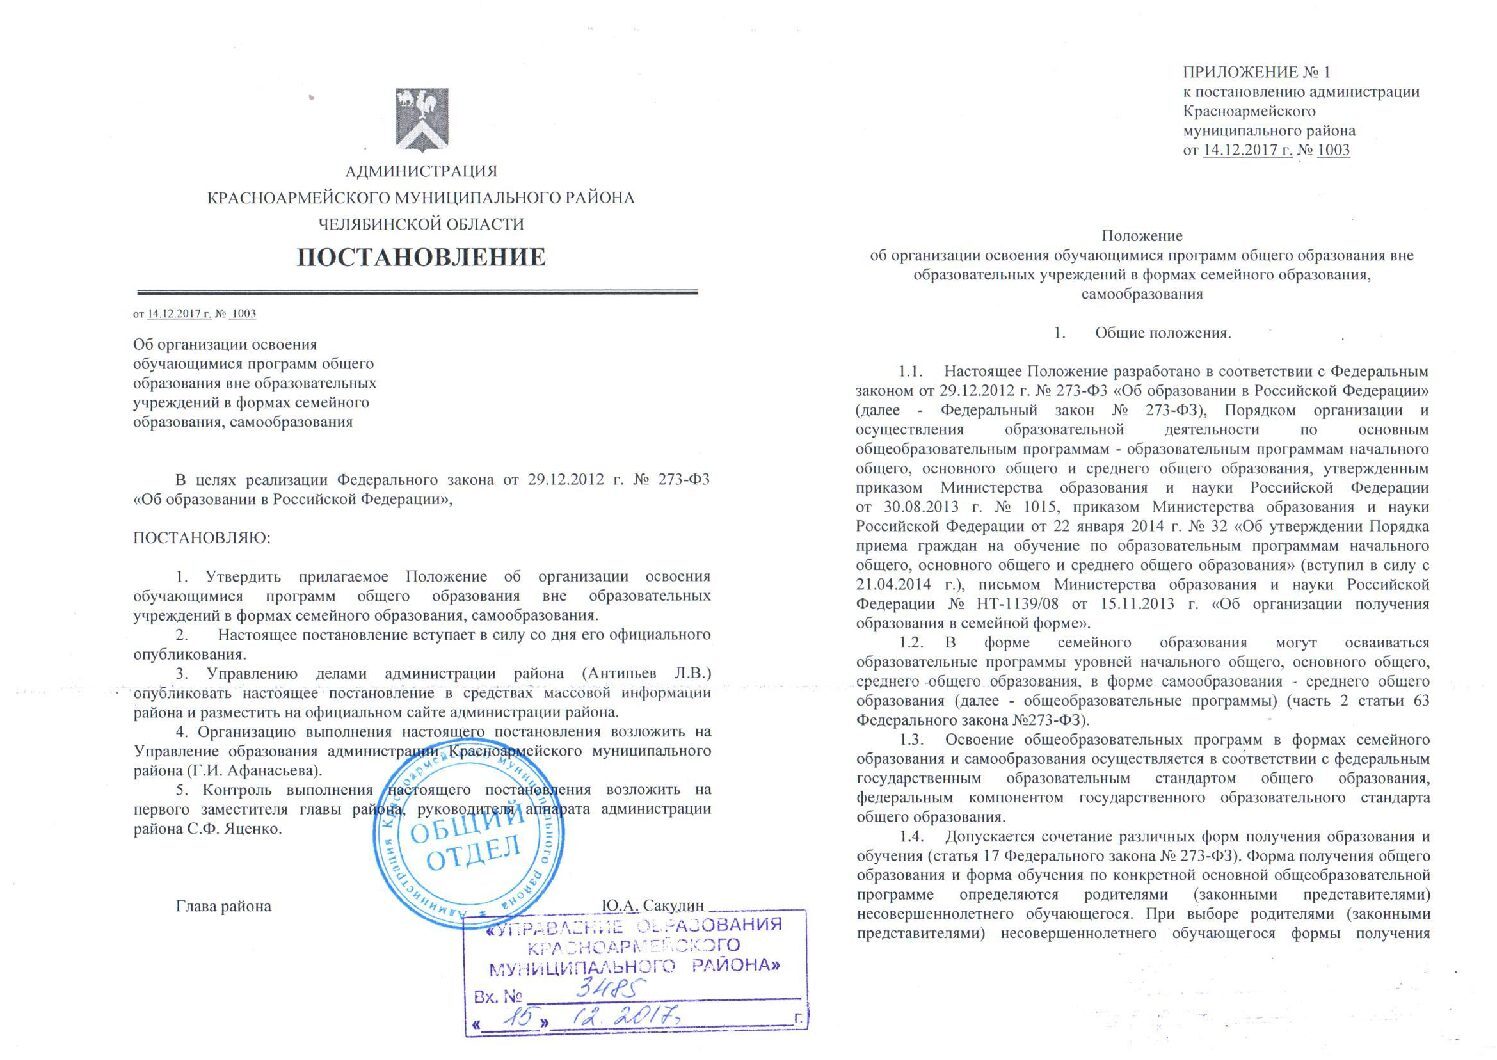 АДМИНИСТРАЦИЯ
КРАСНОАРМЕЙСКОГО МУНИЦИПАЛЬНОГО РАЙОНА
ЧЕЛЯБИНСКОЙ ОБЛАСТИ
ПОСТАНОВЛЕНИЕ
от 14.12.2017 г. № 1003
Об организации освоения
обучающимися программ общего
образования вне образовательных
учреждений в формах семейного
образования, самообразования
В целях реализации Федерального закона от 29.12.2012 г. № 273-ФЗ
«Об образовании в Российской Федерации»,
ПОСТАНОВЛЯЮ:
1. Утвердить прилагаемое Положение об организации освоения
обучающимися программ общего образования вне образовательных
учреждений в формах семейного образования, самообразования.
2. Настоящее постановление вступает в силу со дня его официального
опубликования.
3. Управлению делами администрации района (Антипьев Л.В.)
опубликовать настоящее постановление в средствах массовой информации
района и разместить на официальном сайте администрации района.
4. Организацию выполнения настоящего постановления возложить на
Управление образования администрации Красноармейского муниципального
района (Г.И. Афанасьева).
5. Контроль выполнения настоящего постановления возложить на
первого заместителя главы района, руководителя аппарата администрации
района С.Ф. Яценко.
Администрация Красноармейского муниципального района
ОБЩИЙ
ОТДЕЛ
Глава района Ю.А. Сакулин
«УПРАВЛЕНИЕ ОБРАЗОВАНИЯ
КРАСНОАРМЕЙСКОГО
МУНИЦИПАЛЬНОГО РАЙОНА»
Вх. № 3485
« 15 » 12. 2017, г.
ПРИЛОЖЕНИЕ № 1
к постановлению администрации
Красноармейского
муниципального района
от 14.12.2017 г. № 1003
Положение
об организации освоения обучающимися программ общего образования вне
образовательных учреждений в формах семейного образования,
самообразования
1. Общие положения.
1.1. Настоящее Положение разработано в соответствии с Федеральным
законом от 29.12.2012 г. № 273-ФЗ «Об образовании в Российской Федерации»
(далее - Федеральный закон № 273-ФЗ), Порядком организации и
осуществления образовательной деятельности по основным
общеобразовательным программам - образовательным программам начального
общего, основного общего и среднего общего образования, утвержденным
приказом Министерства образования и науки Российской Федерации
от 30.08.2013 г. № 1015, приказом Министерства образования и науки
Российской Федерации от 22 января 2014 г. № 32 «Об утверждении Порядка
приема граждан на обучение по образовательным программам начального
общего, основного общего и среднего общего образования» (вступил в силу с
21.04.2014 г.), письмом Министерства образования и науки Российской
Федерации № НТ-1139/08 от 15.11.2013 г. «Об организации получения
образования в семейной форме».
1.2. В форме семейного образования могут осваиваться
образовательные программы уровней начального общего, основного общего,
среднего общего образования, в форме самообразования - среднего общего
образования (далее - общеобразовательные программы) (часть 2 статьи 63
Федерального закона №273-ФЗ).
1.3. Освоение общеобразовательных программ в формах семейного
образования и самообразования осуществляется в соответствии с федеральным
государственным образовательным стандартом общего образования,
федеральным компонентом государственного образовательного стандарта
общего образования.
1.4. Допускается сочетание различных форм получения образования и
обучения (статья 17 Федерального закона № 273-ФЗ). Форма получения общего
образования и форма обучения по конкретной основной общеобразовательной
программе определяются родителями (законными представителями)
несовершеннолетнего обучающегося. При выборе родителями (законными
представителями) несовершеннолетнего обучающегося формы получения